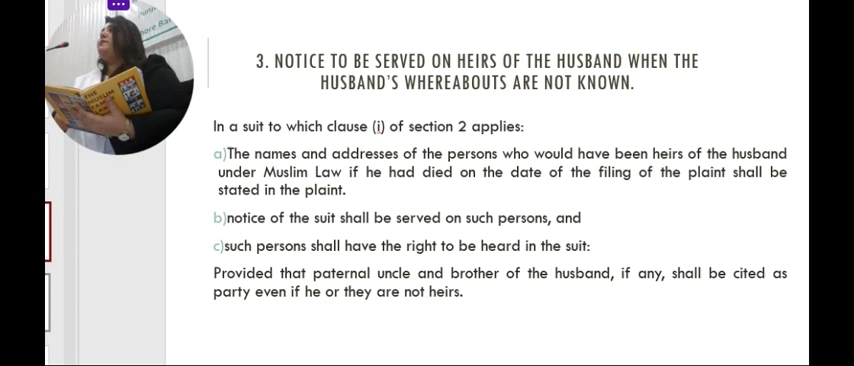 3. NOTICE TO BE SERVED ON HEIRS OF THE HUSBAND WHEN THE
HUSBAND'S WHEREABOUTS ARE NOT KNOWN.
In a suit to which clause (i) of section 2 applies:
a)The names and addresses of the persons who would have been heirs of the husband
under Muslim Law if he had died on the date of the filing of the plaint shall be
stated in the plaint.
b)notice of the suit shall be served on such persons, and
c)such persons shall have the right to be heard in the suit:
Provided that paternal uncle and brother of the husband, if any, shall be cited as
party even if he or they are not heirs.
THE
MUSLIM
FAMILY